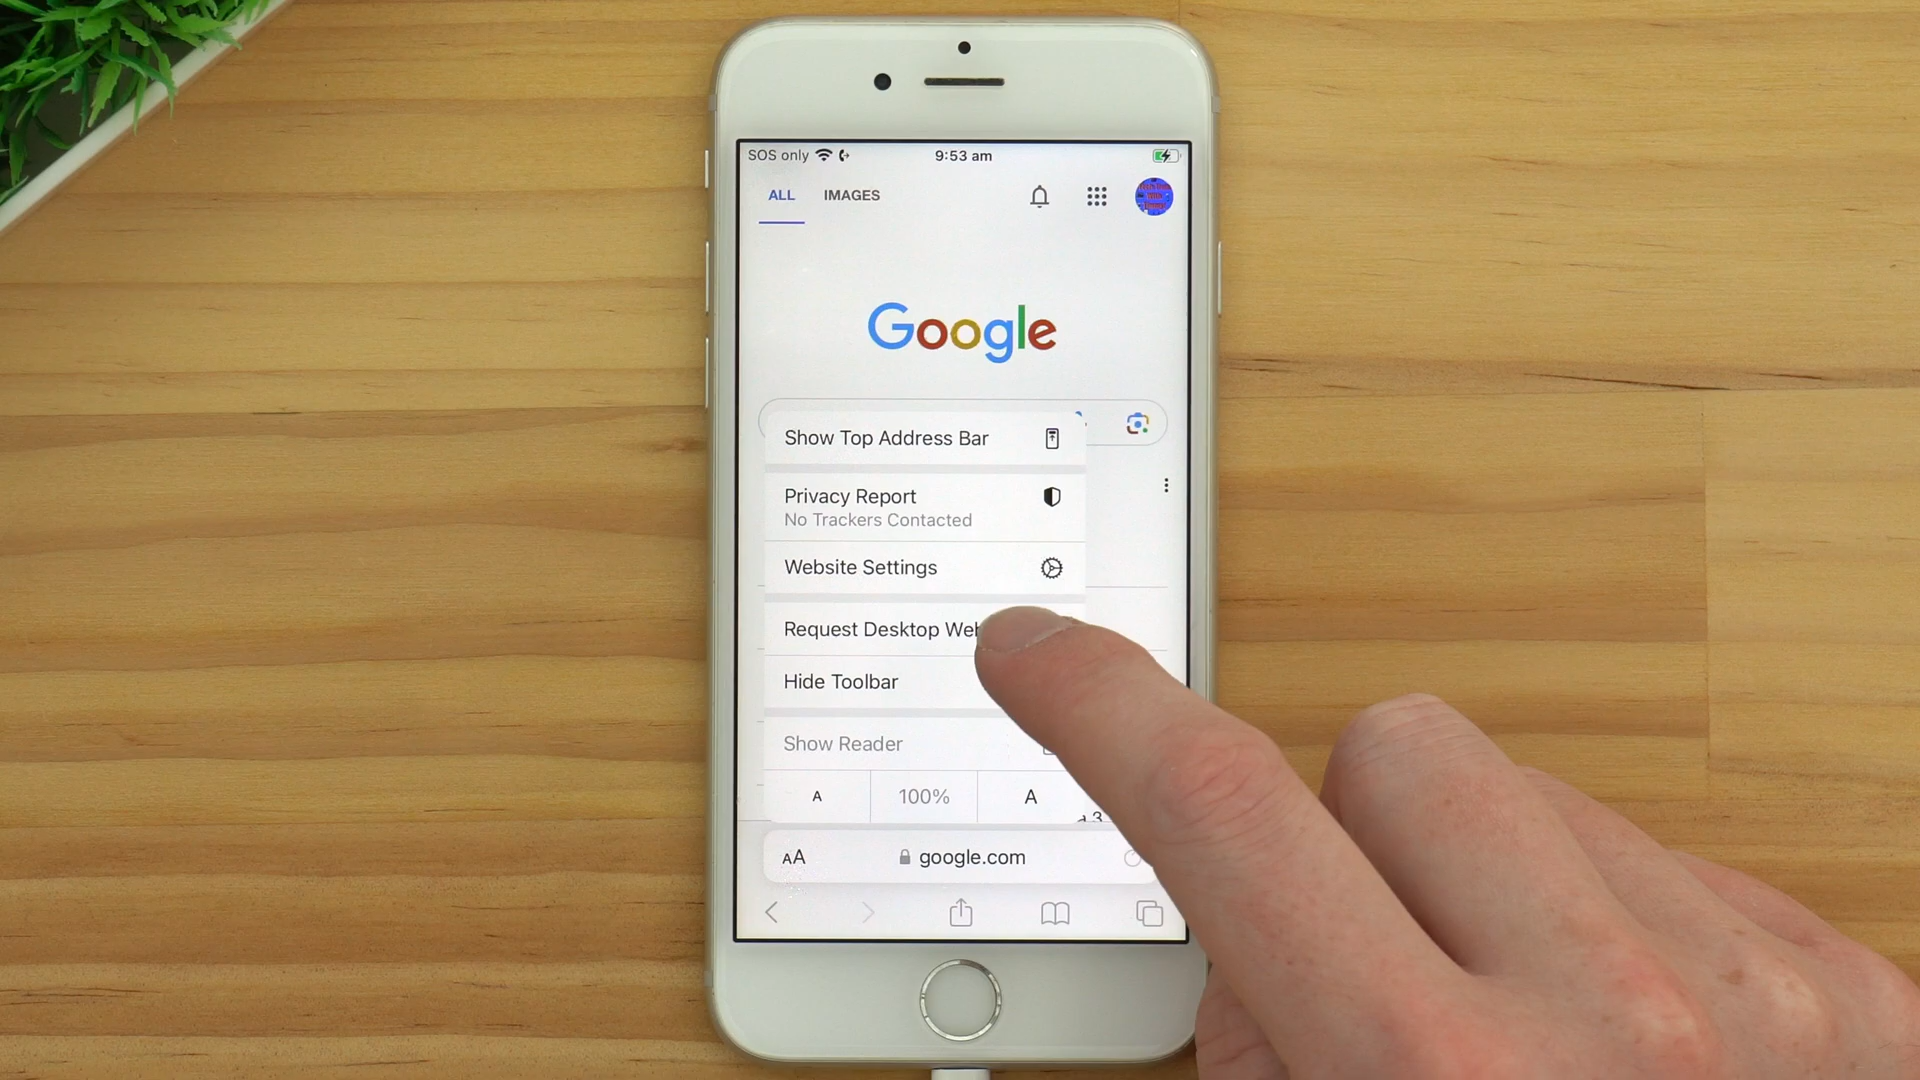 SOS only 9:53 am
ALL IMAGES
Google
Show Top Address Bar
Privacy Report
No Trackers Contacted
Website Settings
Request Desktop
Hide Toolbar
Show Reader
A 100% A
3
AA google.com